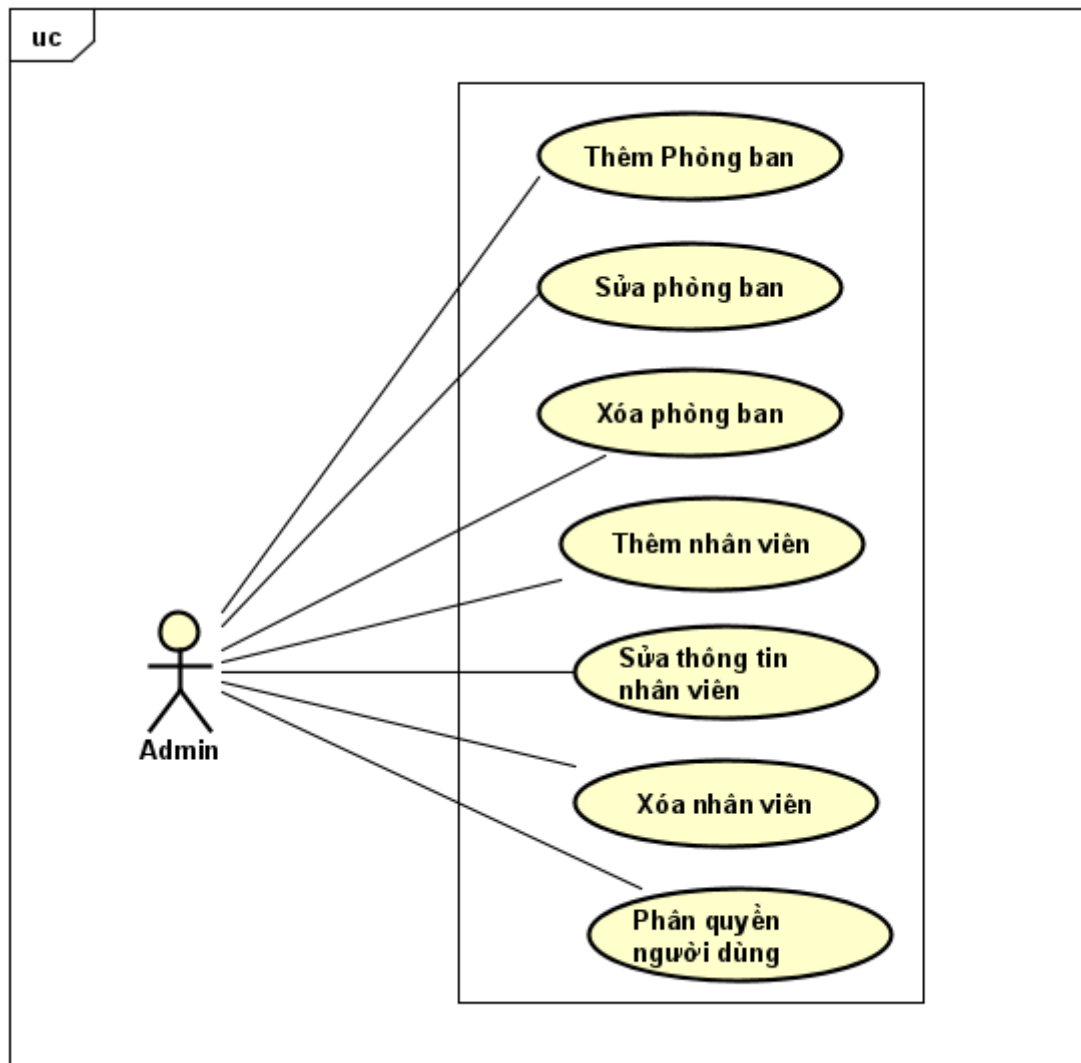 uc
Thêm Phòng ban
Sửa phòng ban
Xóa phòng ban
Thêm nhân viên
Sửa thông tin
nhân viên
Admin
Xóa nhân viên
Phân quyền
người dùng